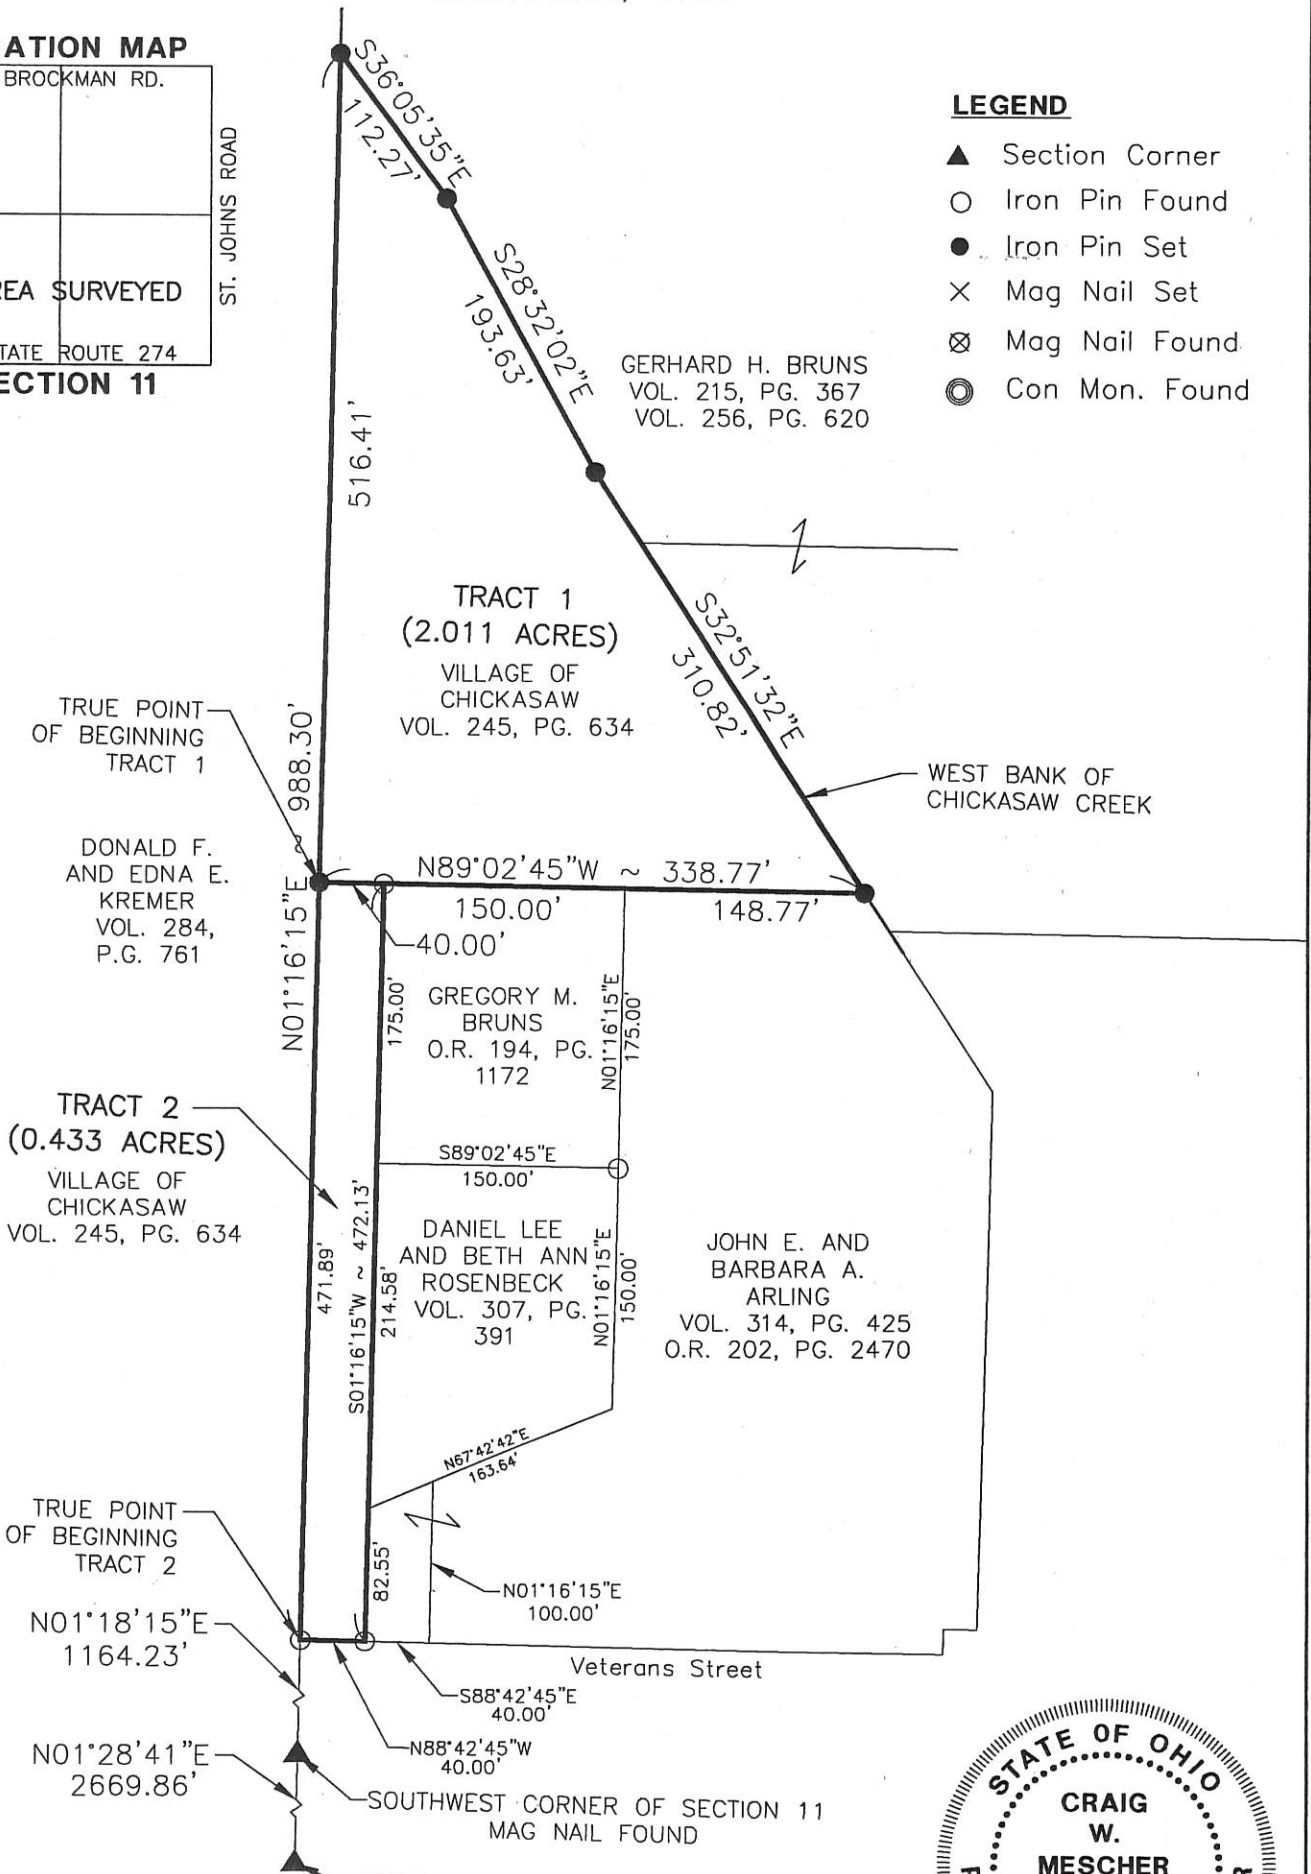 ATION MAP
BROCKMAN RD.
ST. JOHNS ROAD
EA SURVEYED
TATE ROUTE 274
ECTION 11
LEGEND
Section Corner
Iron Pin Found
Iron Pin Set
Mag Nail Set
Mag Nail Found
Con Mon. Found
S36°05'35"E
112.27'
S28°32'02"E
193.63'
GERHARD H. BRUNS
VOL. 215, PG. 367
VOL. 256, PG. 620
516.41'
TRACT 1
(2.011 ACRES)
VILLAGE OF
CHICKASAW
VOL. 245, PG. 634
S32°51'32"E
310.82'
TRUE POINT
OF BEGINNING
TRACT 1
WEST BANK OF
CHICKASAW CREEK
N01°16'15"E ~ 988.30'
DONALD F.
AND EDNA E.
KREMER
VOL. 284,
P.G. 761
N89°02'45"W ~ 338.77'
150.00'
148.77'
40.00'
175.00'
GREGORY M.
BRUNS
O.R. 194, PG.
1172
N01°16'15"E
175.00'
TRACT 2
(0.433 ACRES)
VILLAGE OF
CHICKASAW
VOL. 245, PG. 634
S89°02'45"E
150.00'
471.89'
S01°16'15"W ~ 472.13'
214.58'
DANIEL LEE
AND BETH ANN
ROSENBECK
VOL. 307, PG.
391
N01°16'15"E
150.00'
JOHN E. AND
BARBARA A.
ARLING
VOL. 314, PG. 425
O.R. 202, PG. 2470
N67°42'42"E
163.64'
TRUE POINT
OF BEGINNING
TRACT 2
82.55'
N01°16'15"E
100.00'
N01°18'15"E
1164.23'
Veterans Street
S88°42'45"E
40.00'
N88°42'45"W
40.00'
N01°28'41"E
2669.86'
SOUTHWEST CORNER OF SECTION 11
MAG NAIL FOUND
STATE OF OHIO
CRAIG
W.
MESCHER